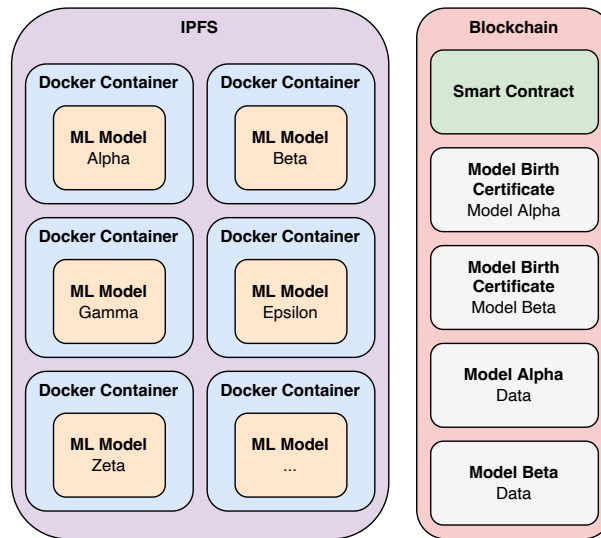 IPFS
Docker Container
ML Model
Alpha
Docker Container
ML Model
Beta
Docker Container
ML Model
Gamma
Docker Container
ML Model
Epsilon
Docker Container
ML Model
Zeta
Docker Container
ML Model
...
Blockchain
Smart Contract
Model Birth
Certificate
Model Alpha
Model Birth
Certificate
Model Beta
Model Alpha
Data
Model Beta
Data